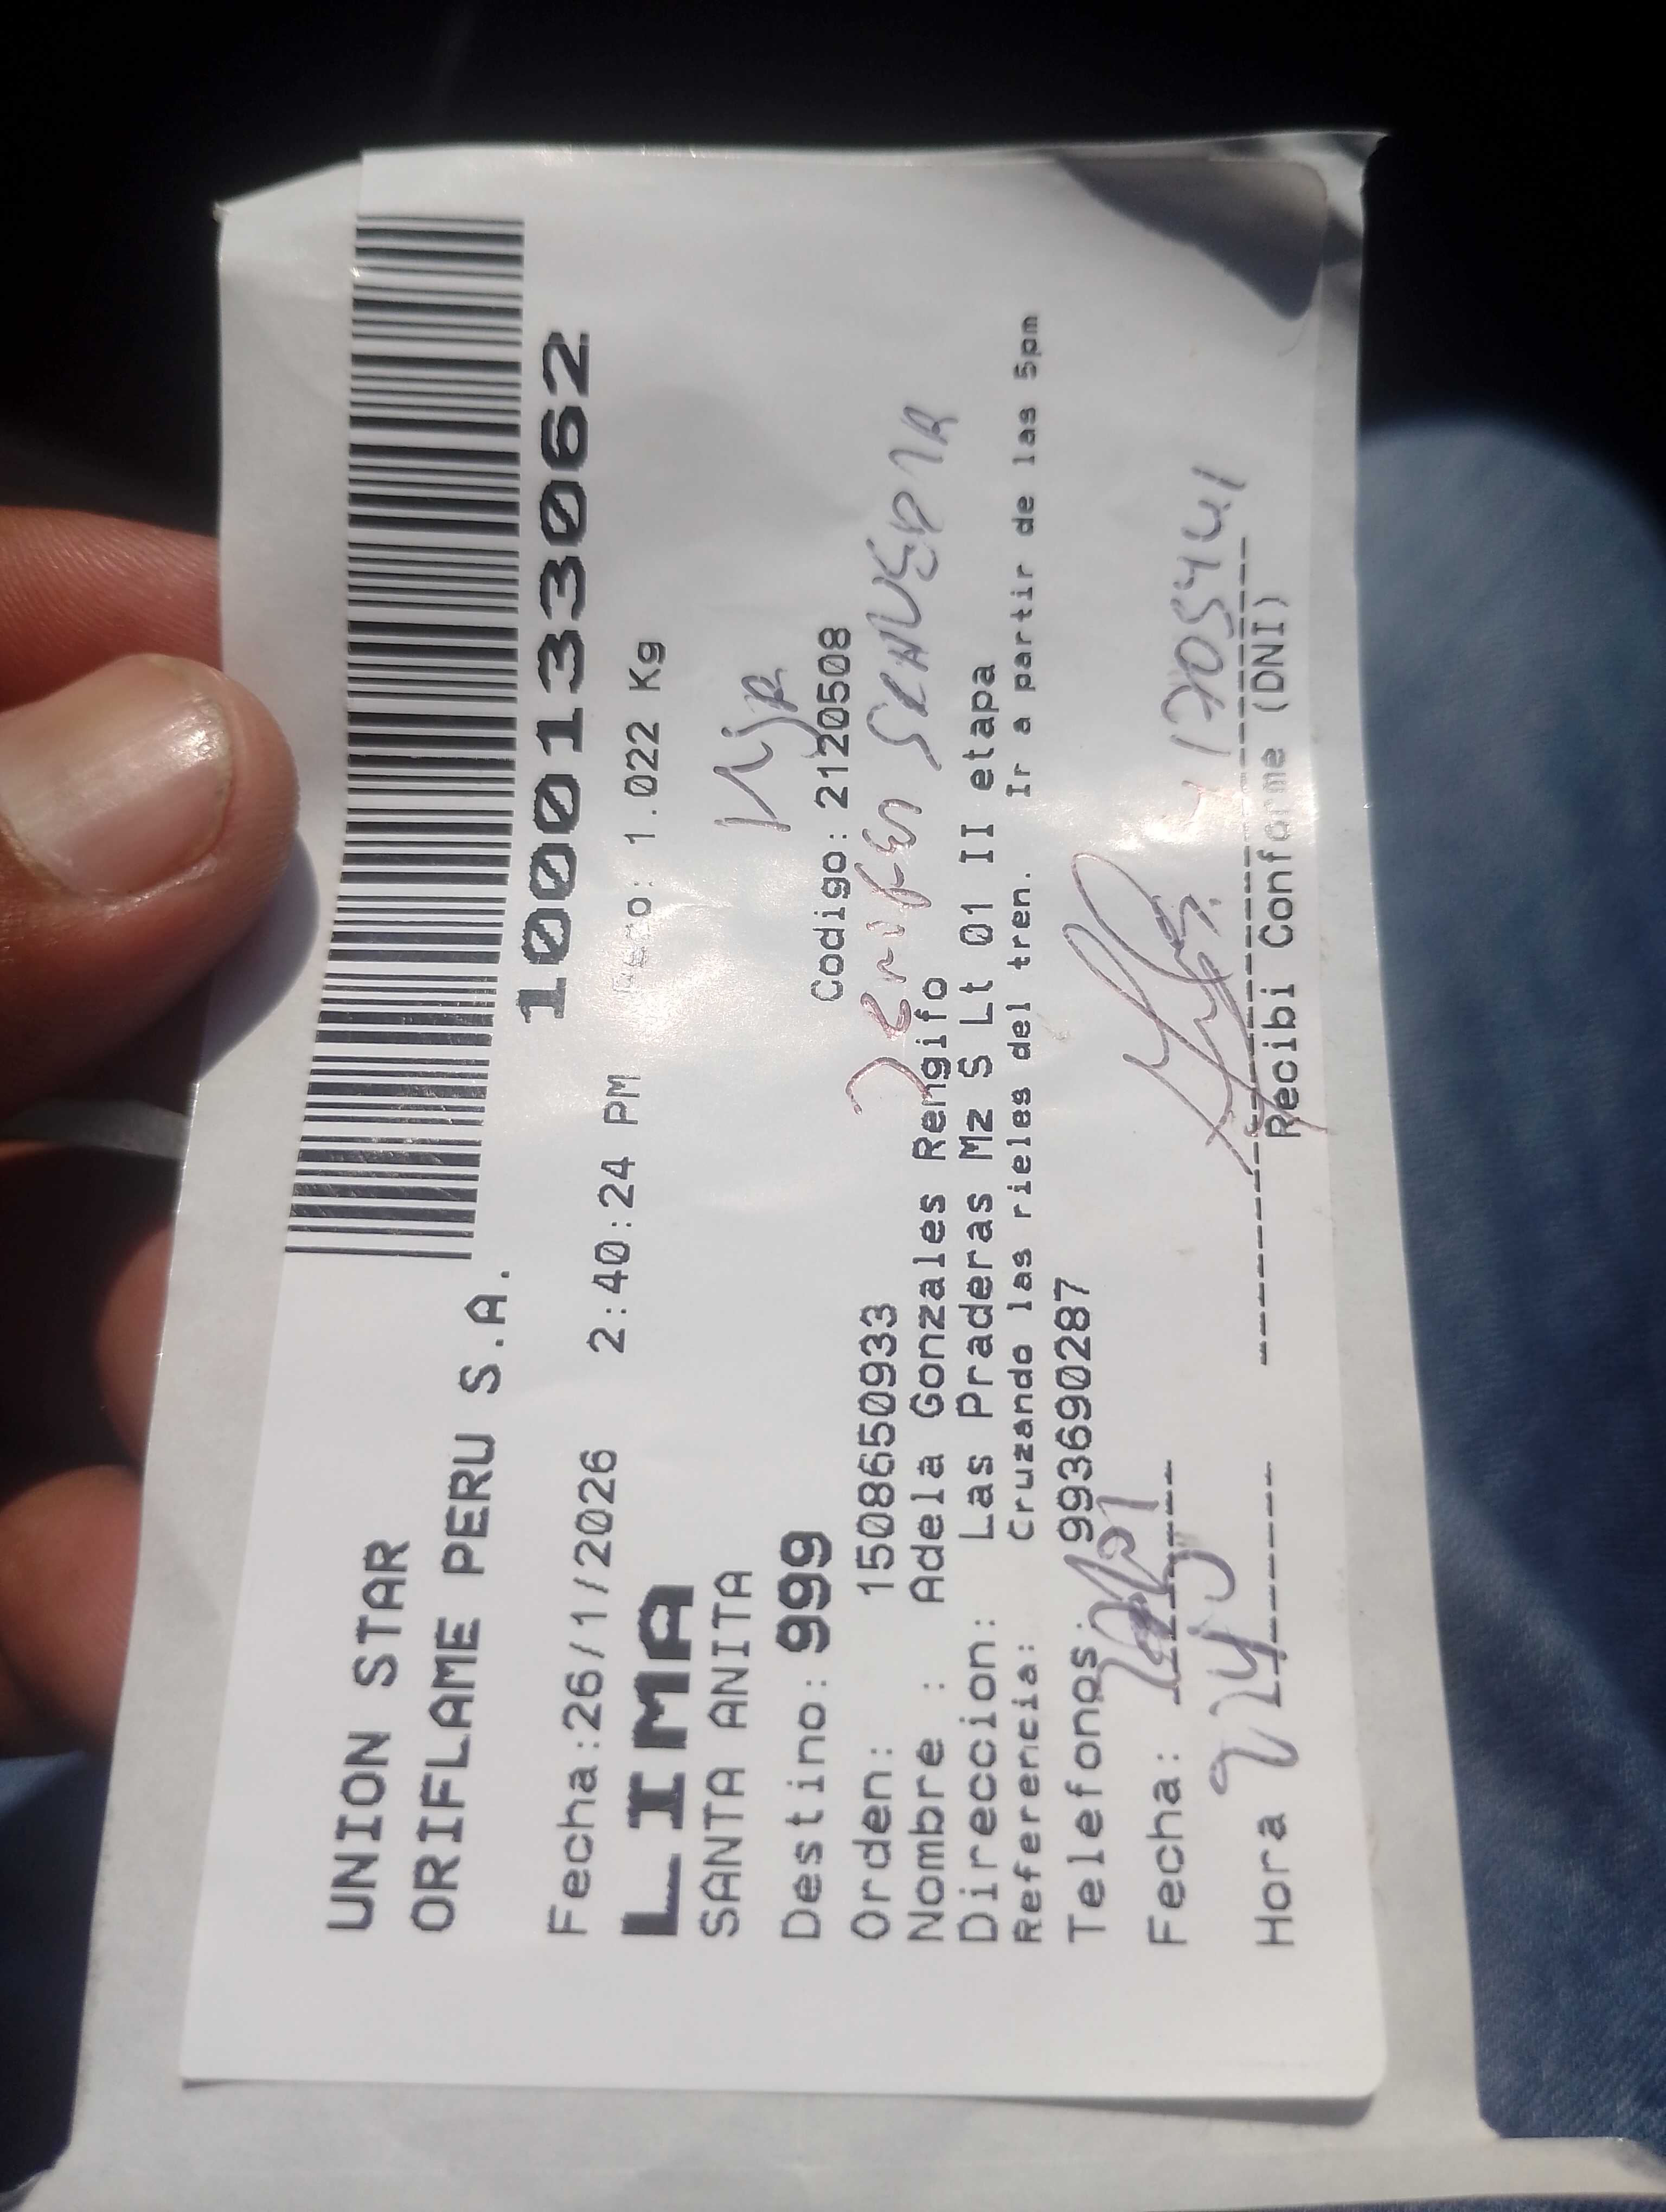 UNION STAR
ORIFLAME PERU S.A.
1000133062
Fecha:26/1/2026 2:40:24 PM Peso: 1.022 Kg
LIMA
SANTA ANITA
Hija
Destino: 999 Codigo: 2120508
Orden: 1508650933
Nombre : Adela Gonzales Rengifo
Direccion: Las Praderas Mz S Lt 01 II etapa
Referencia: Cruzando las rieles del tren. Ir a partir de las 5pm
Telefonos: 993690287
Fecha:
Hora
Recibi Conforme (DNI)